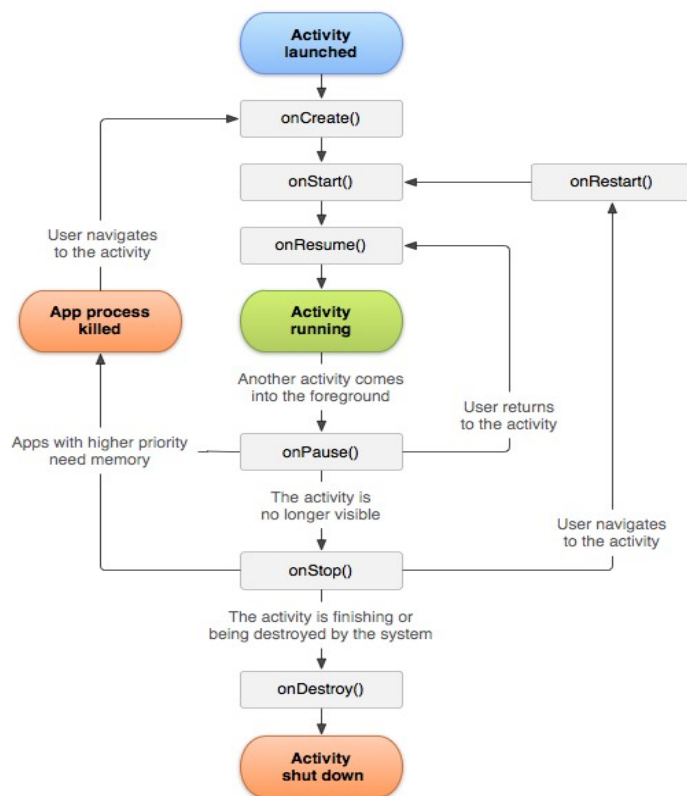 Activity
launched
onCreate()
onStart()
onRestart()
User navigates
to the activity
onResume()
App process
killed
Activity
running
Another activity comes
into the foreground
User returns
to the activity
Apps with higher priority
need memory
onPause()
The activity is
no longer visible
User navigates
to the activity
onStop()
The activity is finishing or
being destroyed by the system
onDestroy()
Activity
shut down